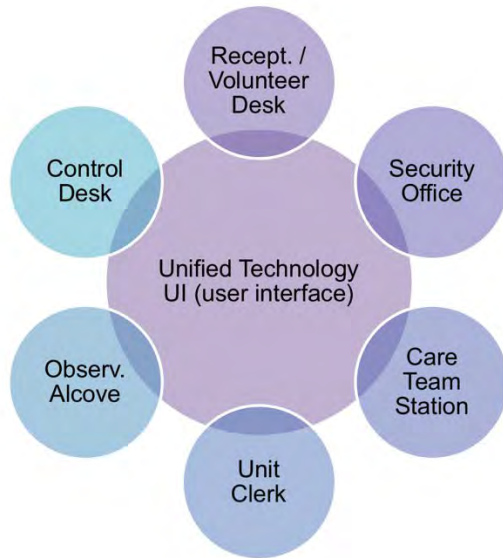 Recept. /
Volunteer
Desk
Control
Desk
Security
Office
Unified Technology
UI (user interface)
Observ.
Alcove
Care
Team
Station
Unit
Clerk